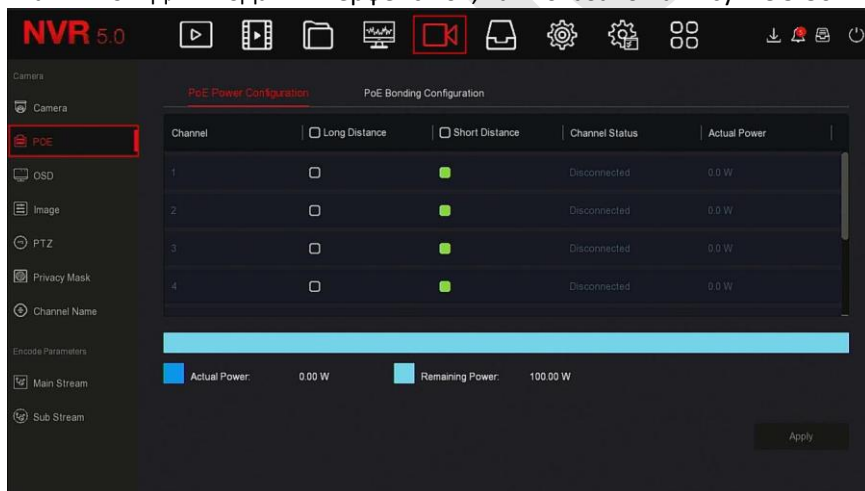 NVR 5.0
Camera
PoE Power Configuration PoE Bonding Configuration
Camera
Channel Long Distance Short Distance Channel Status Actual Power
POE
1 Disconnected 0.0 W
OSD
2 Disconnected 0.0 W
Image
PTZ
3 Disconnected 0.0 W
Privacy Mask
4 Disconnected 0.0 W
Channel Name
Encode Parameters
Main Stream
Actual Power: 0.00 W Remaining Power: 100.00 W
Sub Stream
Apply